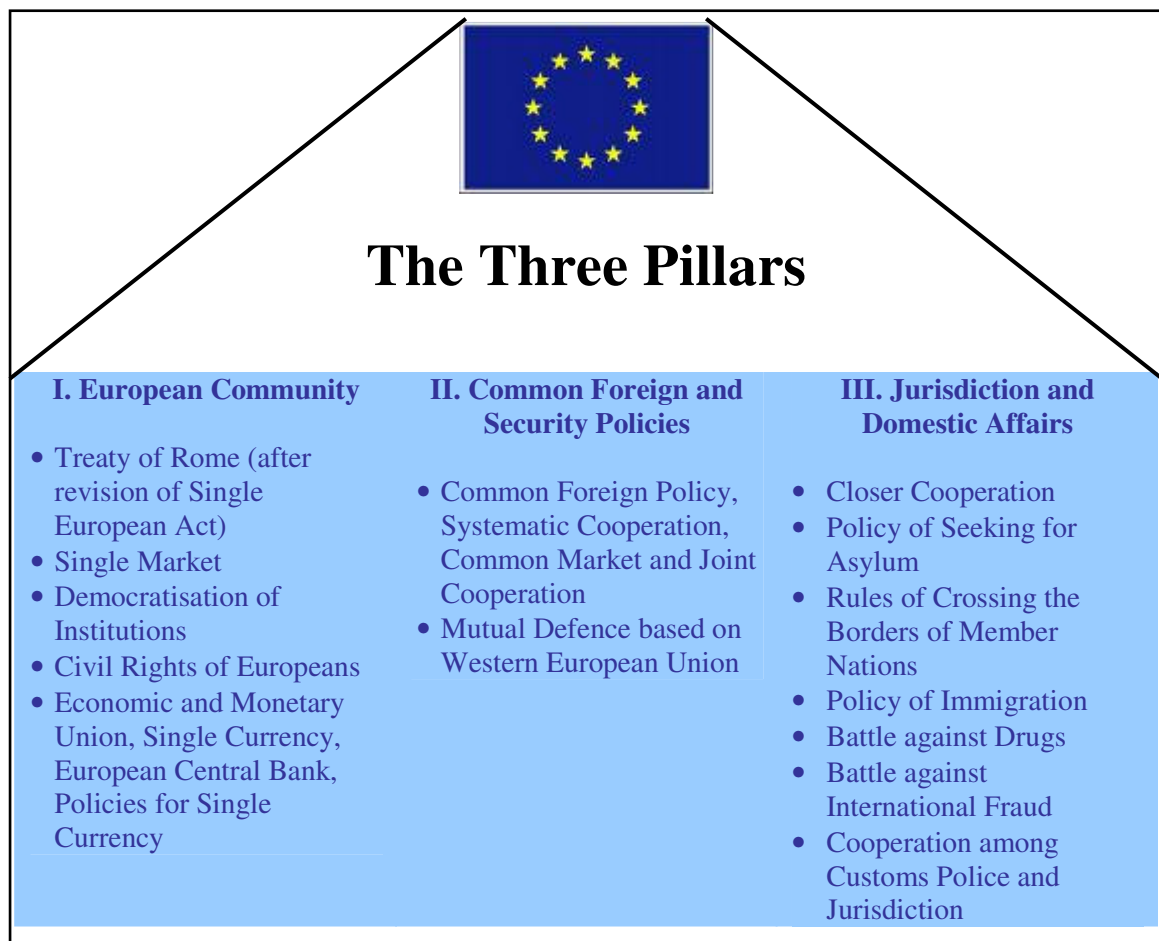 The Three Pillars
I. European Community
• Treaty of Rome (after
revision of Single
European Act)
• Single Market
• Democratisation of
Institutions
• Civil Rights of Europeans
• Economic and Monetary
Union, Single Currency,
European Central Bank,
Policies for Single
Currency
II. Common Foreign and
Security Policies
• Common Foreign Policy,
Systematic Cooperation,
Common Market and Joint
Cooperation
• Mutual Defence based on
Western European Union
III. Jurisdiction and
Domestic Affairs
• Closer Cooperation
• Policy of Seeking for
Asylum
• Rules of Crossing the
Borders of Member
Nations
• Policy of Immigration
• Battle against Drugs
• Battle against
International Fraud
• Cooperation among
Customs Police and
Jurisdiction